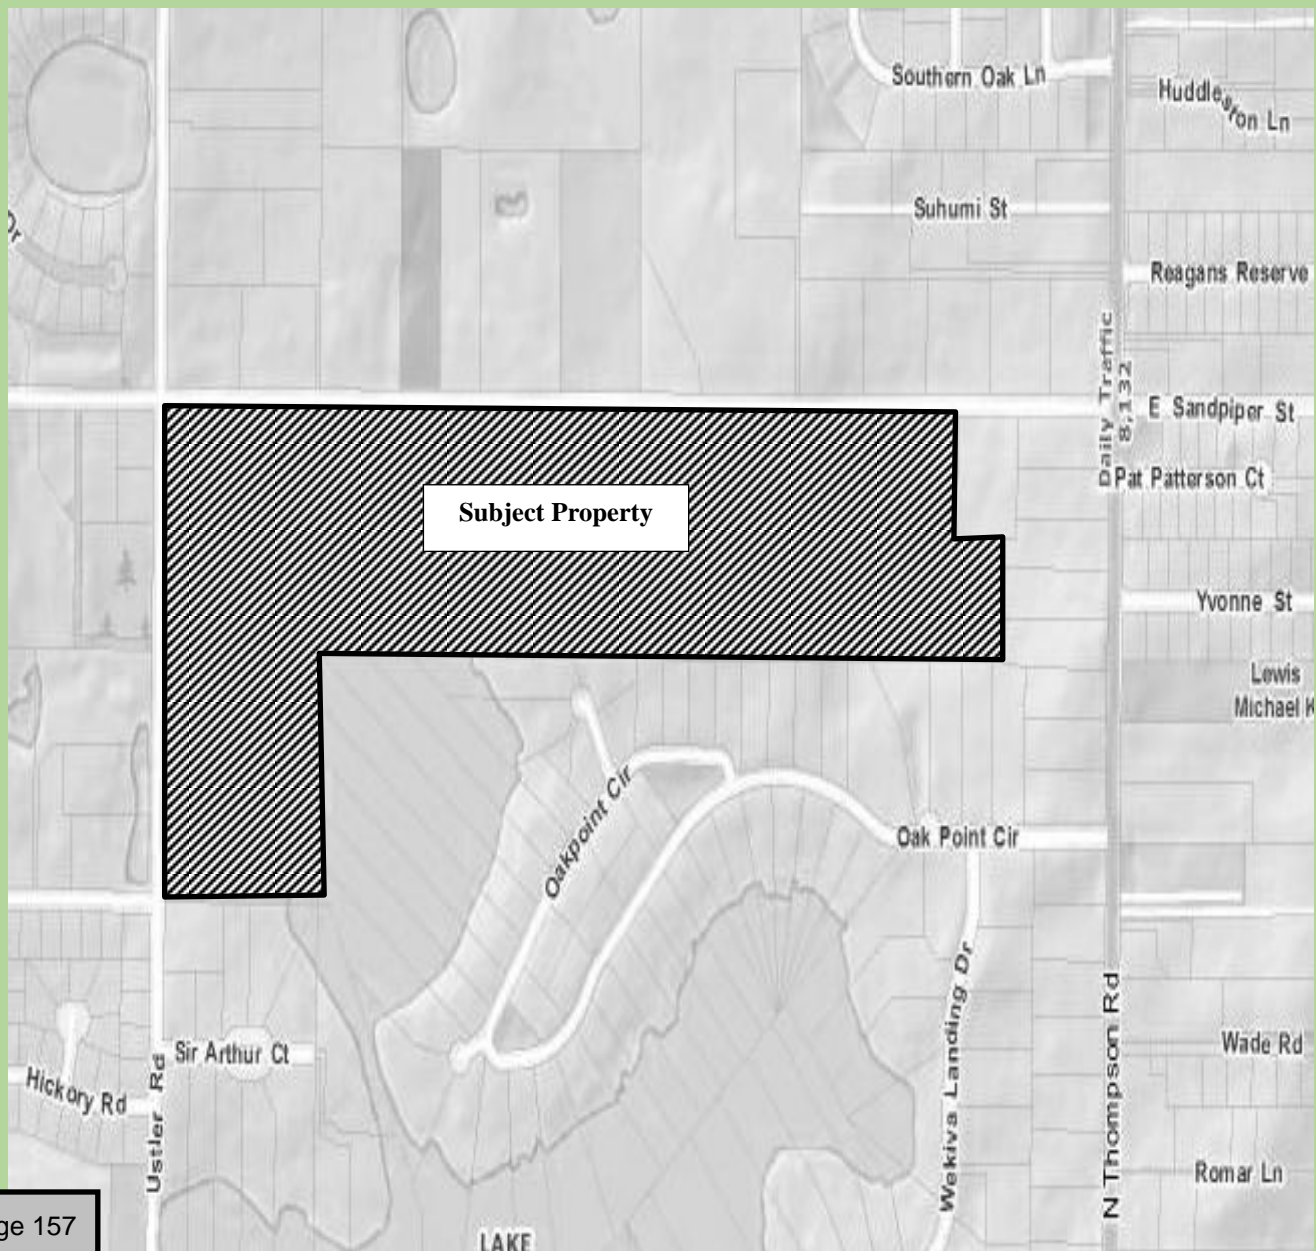 Southern Oak Ln
Huddleston Ln
Suhumi St
Dr
Reagans Reserve
Daily Traffic
8,132
E Sandpiper St
Pat Patterson Ct
Subject Property
Yvonne St
Lewis
Michael K
Oakpoint Cir
Oak Point Cir
Wekiva Landing Dr
N Thompson Rd
Sir Arthur Ct
Hickory Rd
Ustler Rd
Wade Rd
Romar Ln
ge 157
LAKE